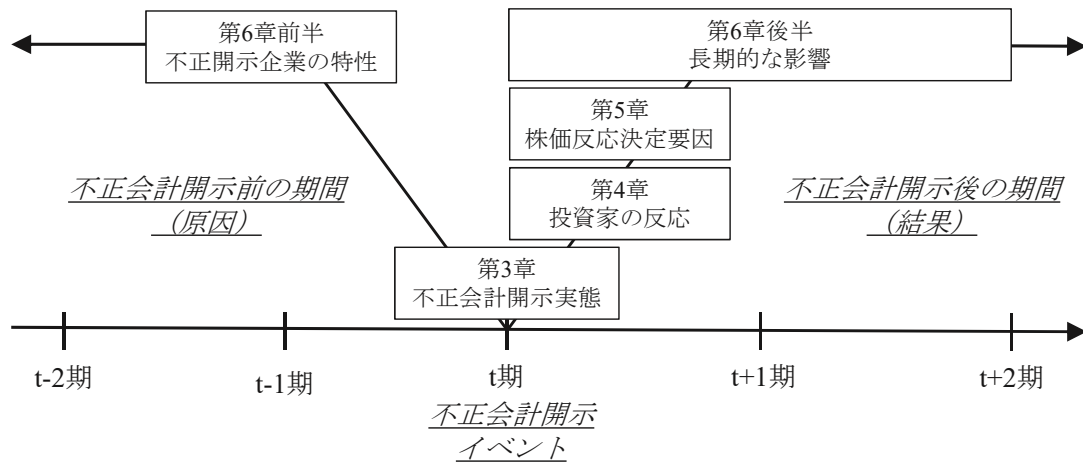 第6章前半
不正開示企業の特性
第6章後半
長期的な影響
第5章
株価反応決定要因
不正会計開示前の期間
(原因)
第4章
投資家の反応
不正会計開示後の期間
(結果)
第3章
不正会計開示実態
t-2期
t-1期
t期
t+1期
t+2期
不正会計開示
イベント